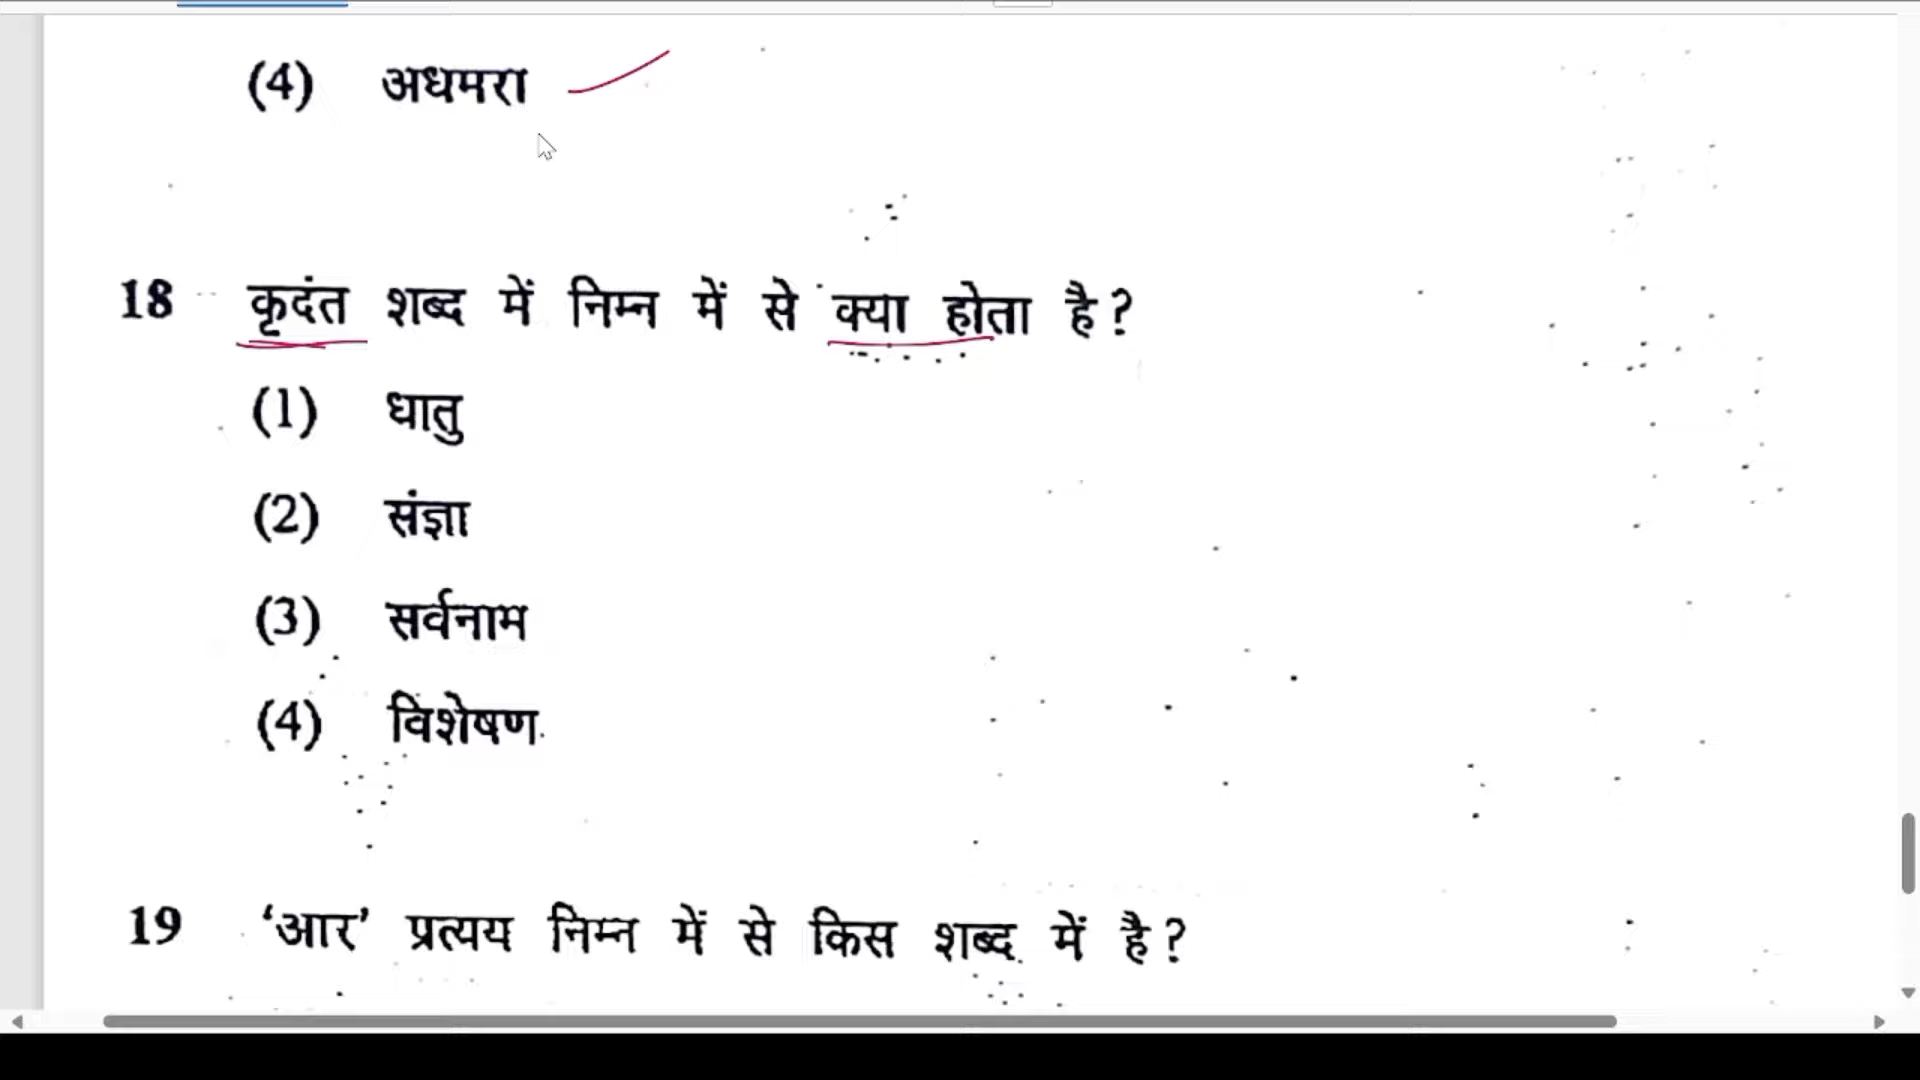 (4) अधमरा
18 कृदंत शब्द में निम्न में से क्या होता है?
(1) धातु
(2) संज्ञा
(3) सर्वनाम
(4) विशेषण
19 'आर' प्रत्यय निम्न में से किस शब्द में है?